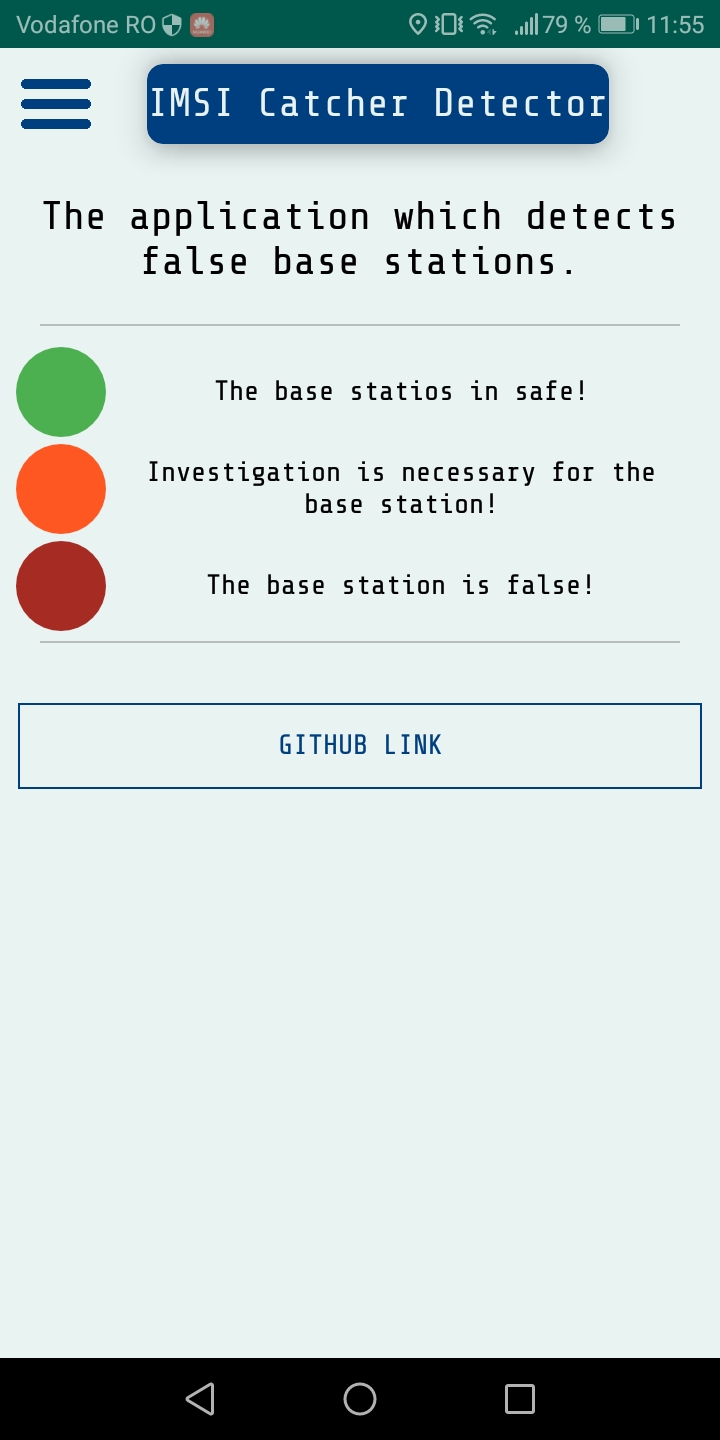 Vodafone RO 79 % 11:55
IMSI Catcher Detector
The application which detects
false base stations.
The base statios in safe!
Investigation is necessary for the
base station!
The base station is false!
GITHUB LINK